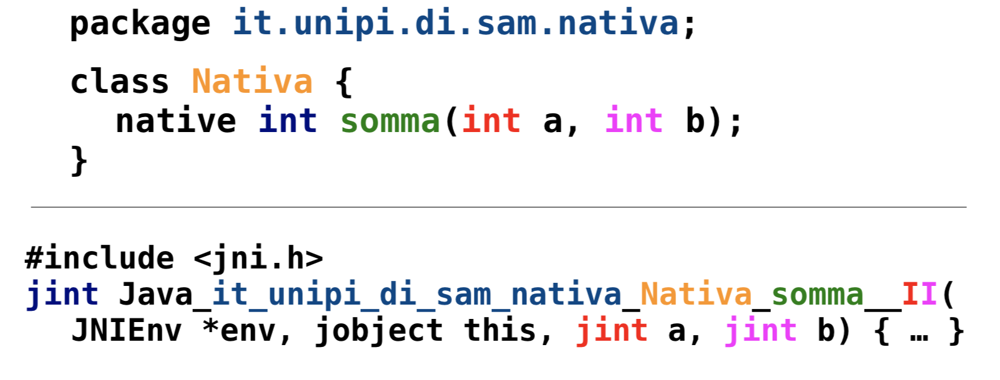 package it.unipi.di.sam.nativa;
class Nativa {
native int somma(int a, int b);
}
#include <jni.h>
jint Java_it_unipi_di_sam_nativa_Nativa_somma__II(
JNIEnv *env, jobject this, jint a, jint b) { … }